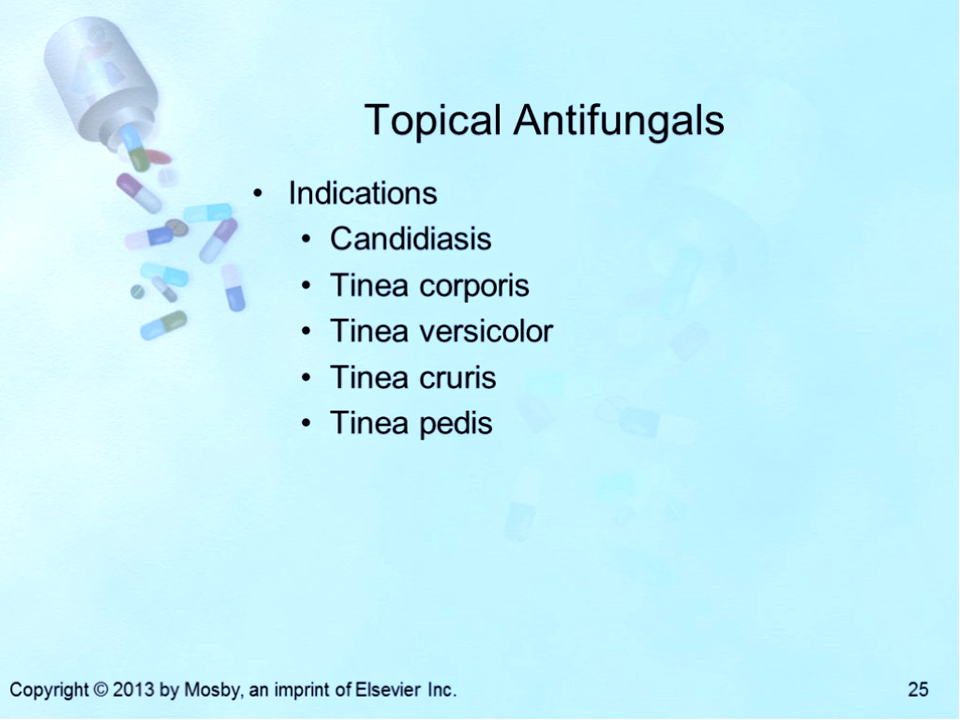 Topical Antifungals
• Indications
• Candidiasis
• Tinea corporis
• Tinea versicolor
• Tinea cruris
• Tinea pedis
Copyright © 2013 by Mosby, an imprint of Elsevier Inc.
25